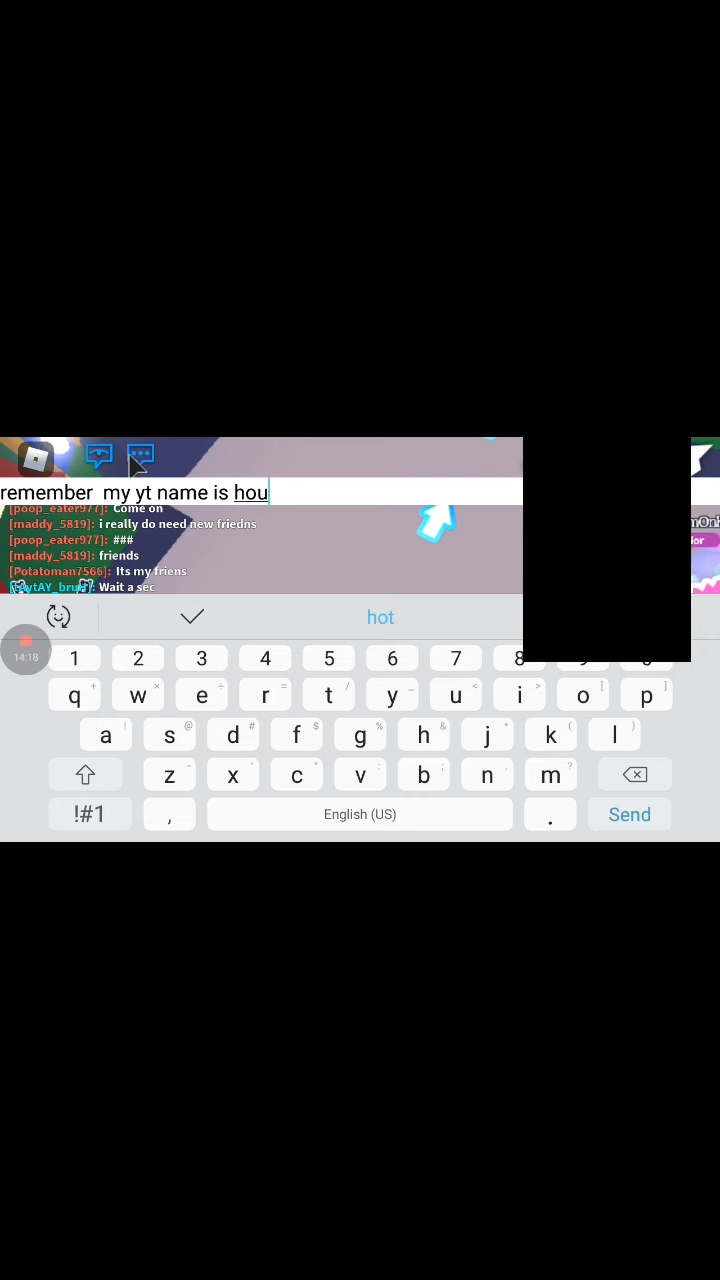 remember  my yt name is hou
[poop_eater977]: Come on
[maddy_5819]: i really do need new friedns
[poop_eater977]: ###
[maddy_5819]: friends
[Potatoman7566]: Its my friens
Wait a sec
hot
14:18
1 2 3 4 5 6 7 8
q w e r t y u i o p
a s d f g h j k l
z x c v b n m
!#1 , English (US) . Send